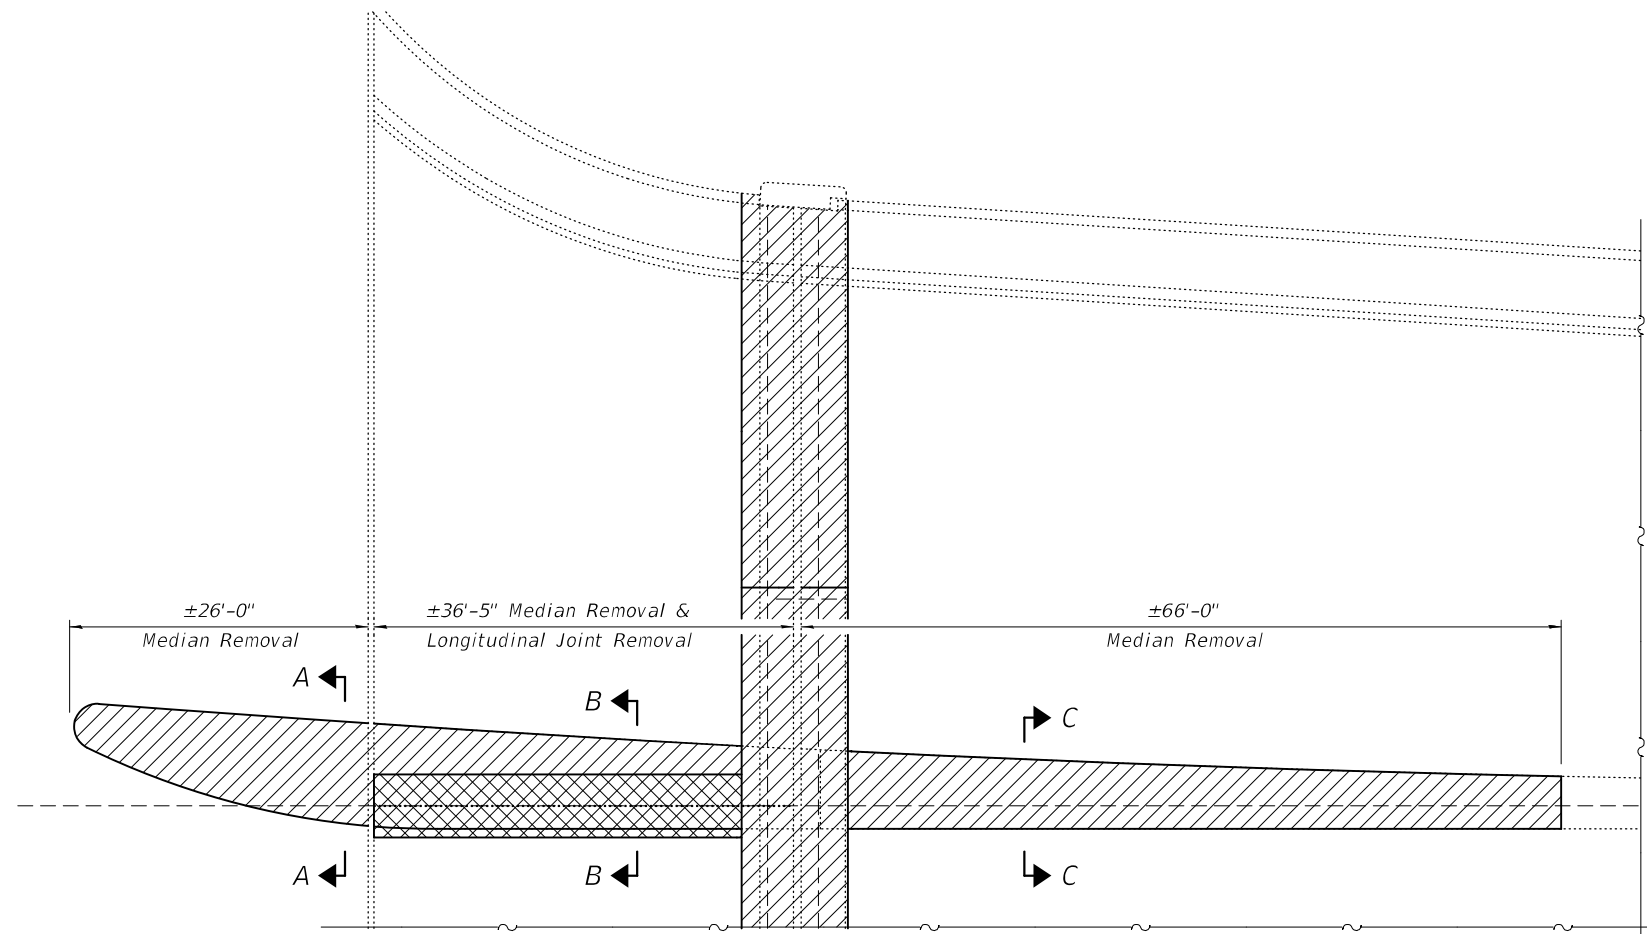 ±26'-0"
Median Removal
±36'-5" Median Removal &
Longitudinal Joint Removal
±66'-0"
Median Removal
A
B
C
A
B
C